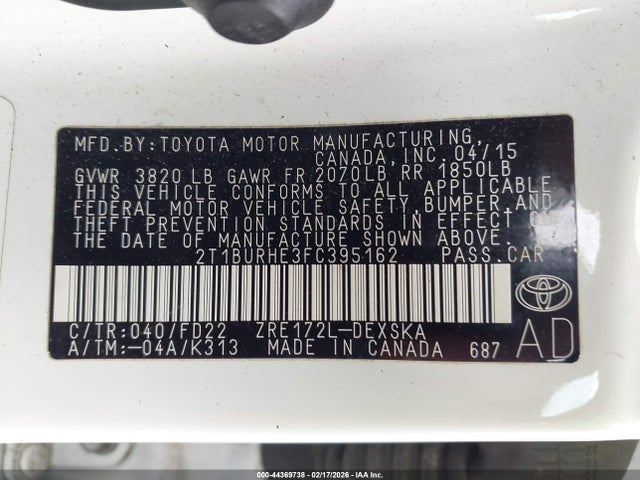 MFD.BY:TOYOTA MOTOR MANUFACTURING,
CANADA, INC. 04/15
GVWR 3820 LB GAWR FR 2070LB RR 1850LB
THIS VEHICLE CONFORMS TO ALL APPLICABLE
FEDERAL MOTOR VEHICLE SAFETY, BUMPER, AND
THEFT PREVENTION STANDARDS IN EFFECT ON
THE DATE OF MANUFACTURE SHOWN ABOVE.
2T1BURHE3FC395162 PASS.CAR
C/TR:040/FD22 ZRE172L-DEXSKA
A/TM:-04A/K313 MADE IN CANADA 687
AD
000-44369738 - 02/17/2026 - IAA Inc.